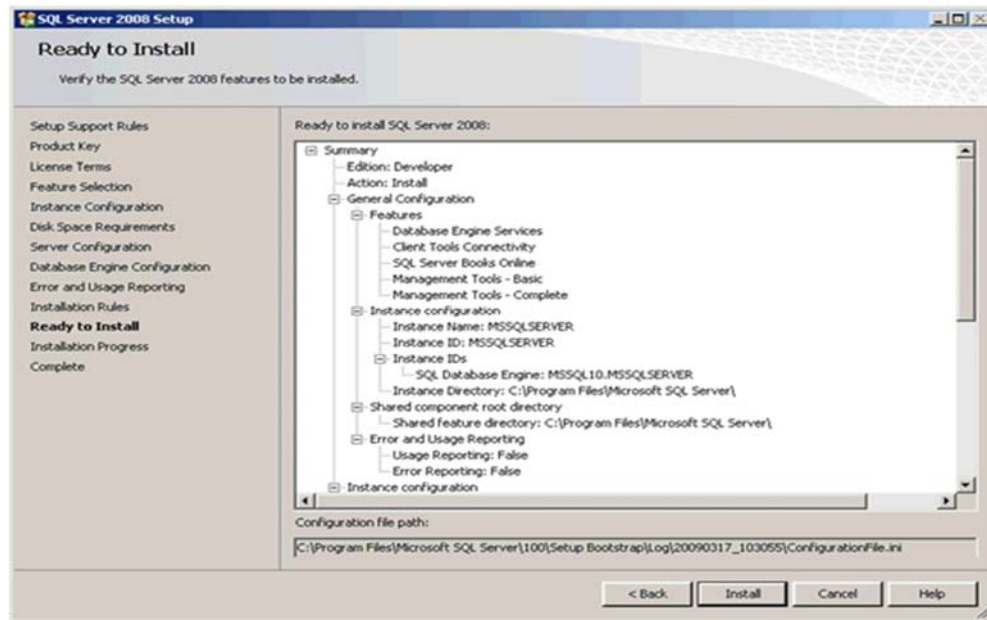 SQL Server 2008 Setup
Ready to Install
Verify the SQL Server 2008 features to be installed.
Setup Support Rules
Product Key
License Terms
Feature Selection
Instance Configuration
Disk Space Requirements
Server Configuration
Database Engine Configuration
Error and Usage Reporting
Installation Rules
Ready to Install
Installation Progress
Complete
Ready to install SQL Server 2008:
Summary
Edition: Developer
Action: Install
General Configuration
Features
Database Engine Services
Client Tools Connectivity
SQL Server Books Online
Management Tools - Basic
Management Tools - Complete
Instance configuration
Instance Name: MSSQLSERVER
Instance ID: MSSQLSERVER
Instance IDs
SQL Database Engine: MSSQL10.MSSQLSERVER
Instance Directory: C:\Program Files\Microsoft SQL Server\
Shared component root directory
Shared feature directory: C:\Program Files\Microsoft SQL Server\
Error and Usage Reporting
Usage Reporting: False
Error Reporting: False
Instance configuration
Configuration file path:
C:\Program Files\Microsoft SQL Server\100\Setup Bootstrap\Log\20090317_103055\ConfigurationFile.ini
< Back
Install
Cancel
Help